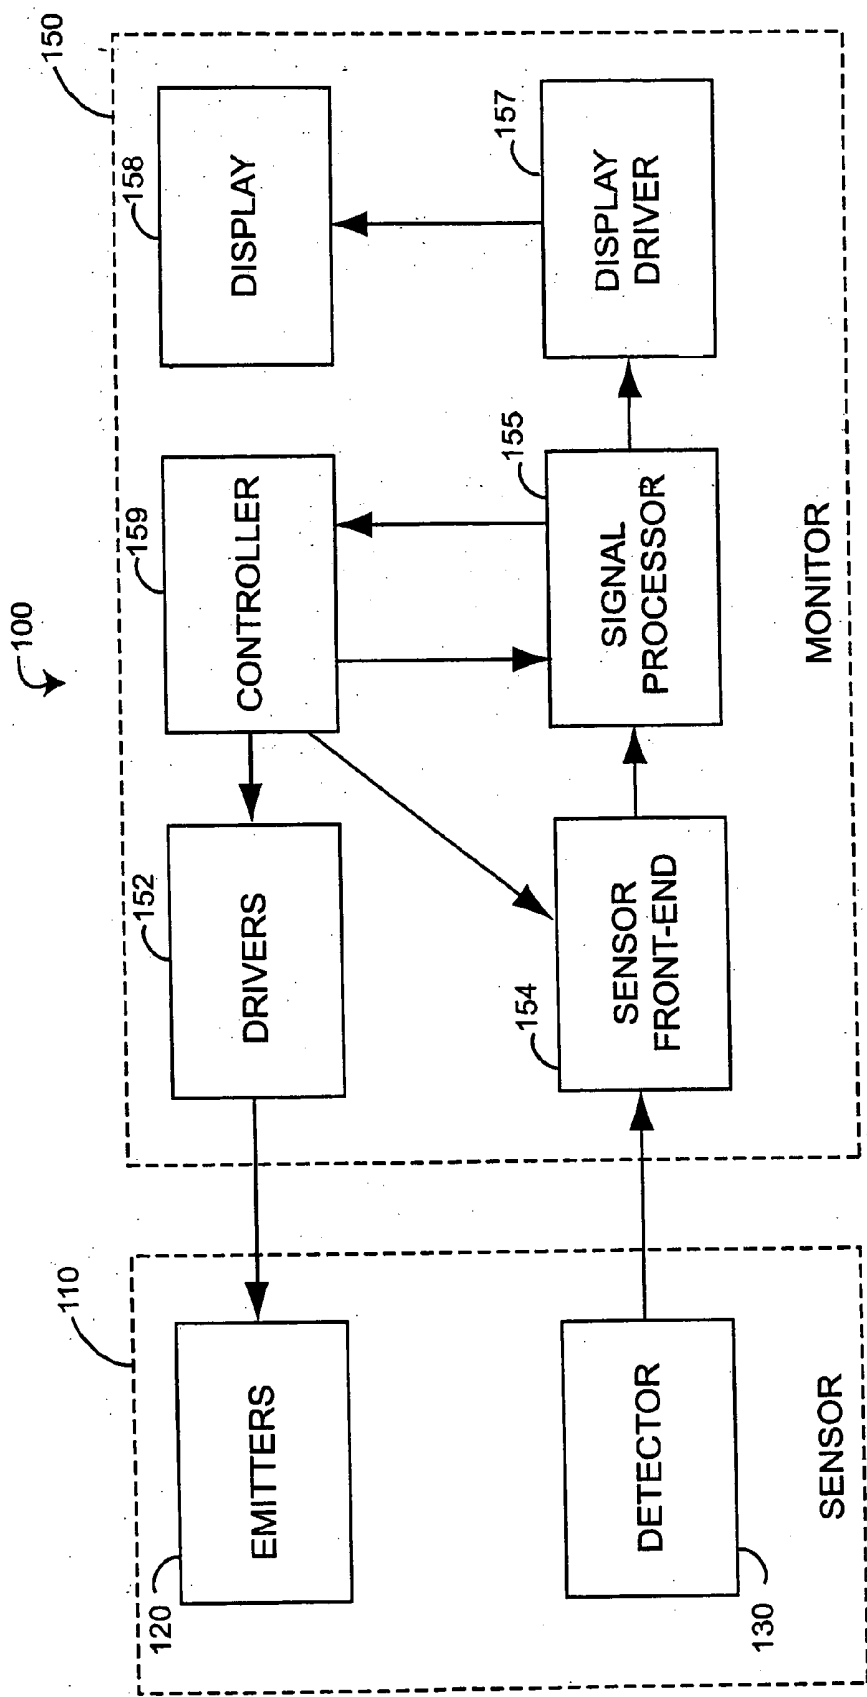 100
110
150
120
EMITTERS
152
DRIVERS
159
CONTROLLER
158
DISPLAY
130
DETECTOR
154
SENSOR
FRONT-END
155
SIGNAL
PROCESSOR
157
DISPLAY
DRIVER
SENSOR
MONITOR